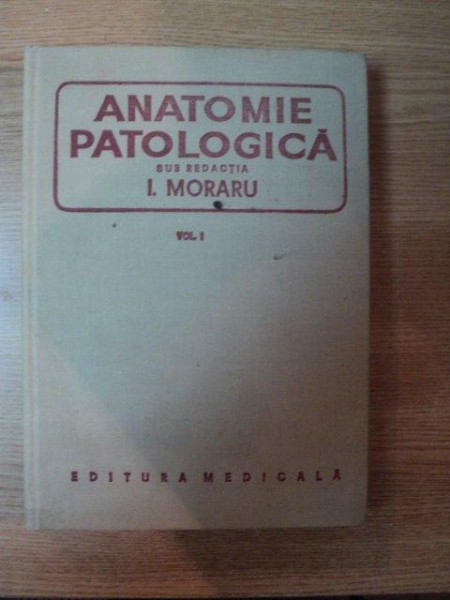 ANATOMIE
PATOLOGICĂ
SUB REDACȚIA
I. MORARU
VOL. I
EDITURA MEDICALĂ